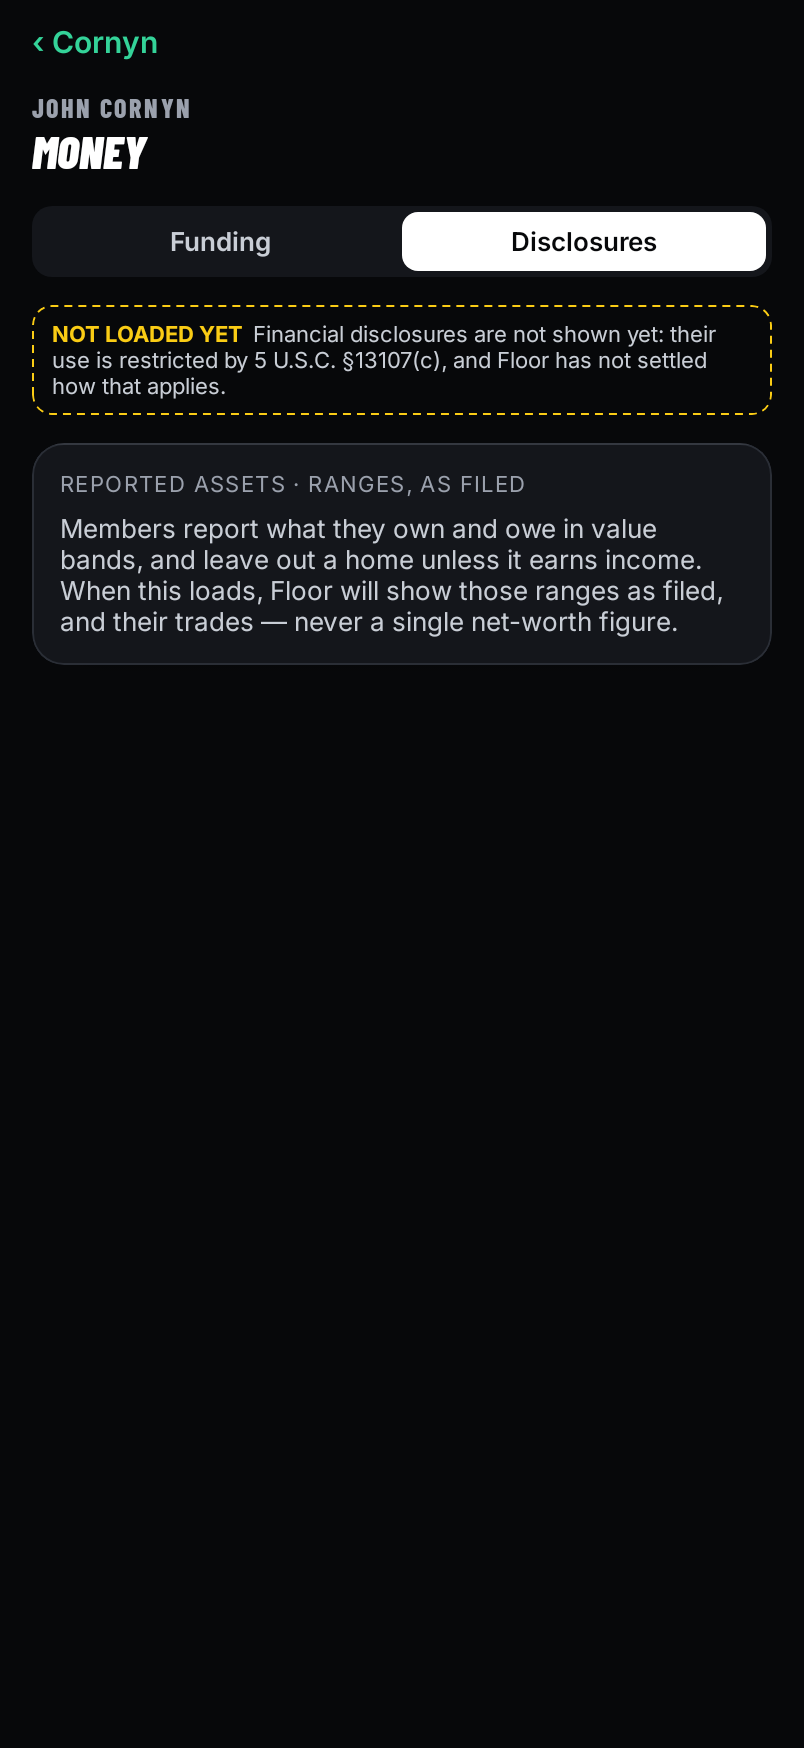 ‹ Cornyn
JOHN CORNYN
MONEY
Funding
Disclosures
NOT LOADED YET Financial disclosures are not shown yet: their
use is restricted by 5 U.S.C. §13107(c), and Floor has not settled
how that applies.
REPORTED ASSETS · RANGES, AS FILED
Members report what they own and owe in value
bands, and leave out a home unless it earns income.
When this loads, Floor will show those ranges as filed,
and their trades — never a single net-worth figure.